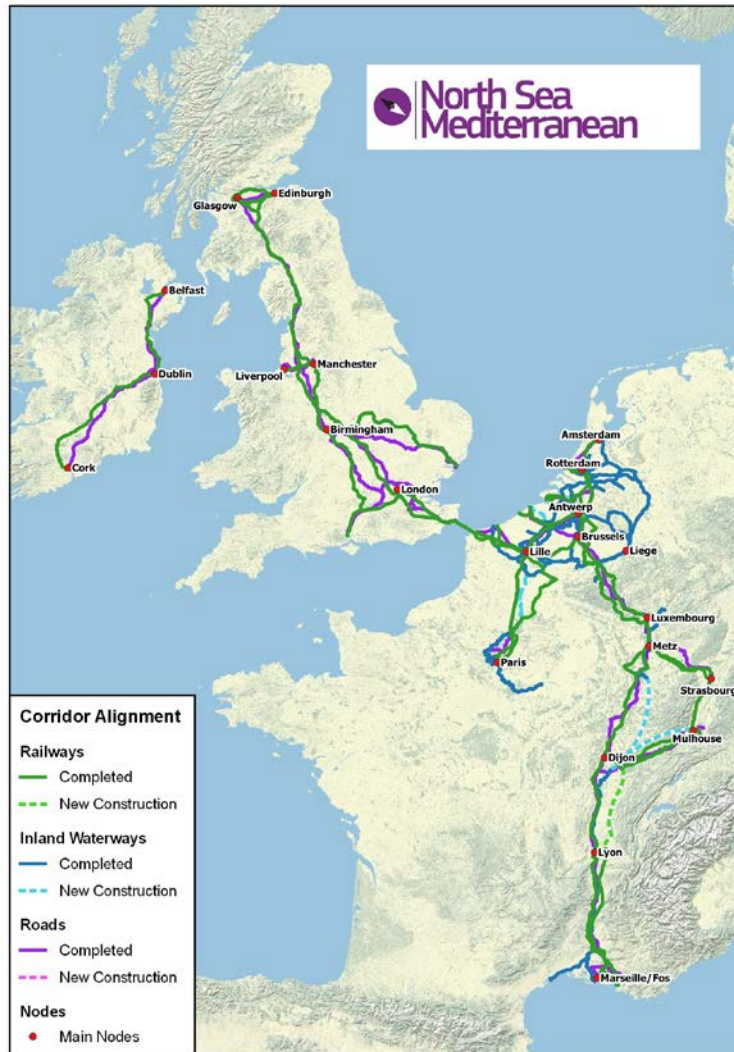 North Sea
Mediterranean
Edinburgh
Glasgow
Belfast
Manchester
Liverpool
Dublin
Birmingham
Amsterdam
Cork
Rotterdam
London
Antwerp
Brussels
Lille
Liege
Luxembourg
Metz
Paris
Strasbourg
Mulhouse
Dijon
Lyon
Marseille/Fos
Corridor Alignment
Railways
Completed
New Construction
Inland Waterways
Completed
New Construction
Roads
Completed
New Construction
Nodes
Main Nodes